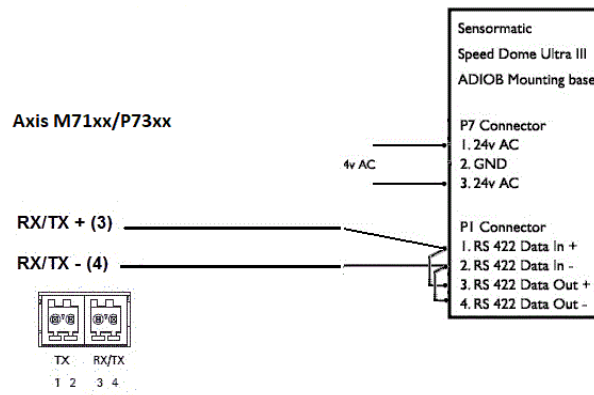 Sensormatic
Speed Dome Ultra III
ADIOB Mounting base
Axis M71xx/P73xx
P7 Connector
1. 24v AC
4v AC
2. GND
3. 24v AC
RX/TX + (3)
P1 Connector
1. RS 422 Data In +
RX/TX - (4)
2. RS 422 Data In -
3. RS 422 Data Out +
4. RS 422 Data Out -
TX RX/TX
1 2 3 4